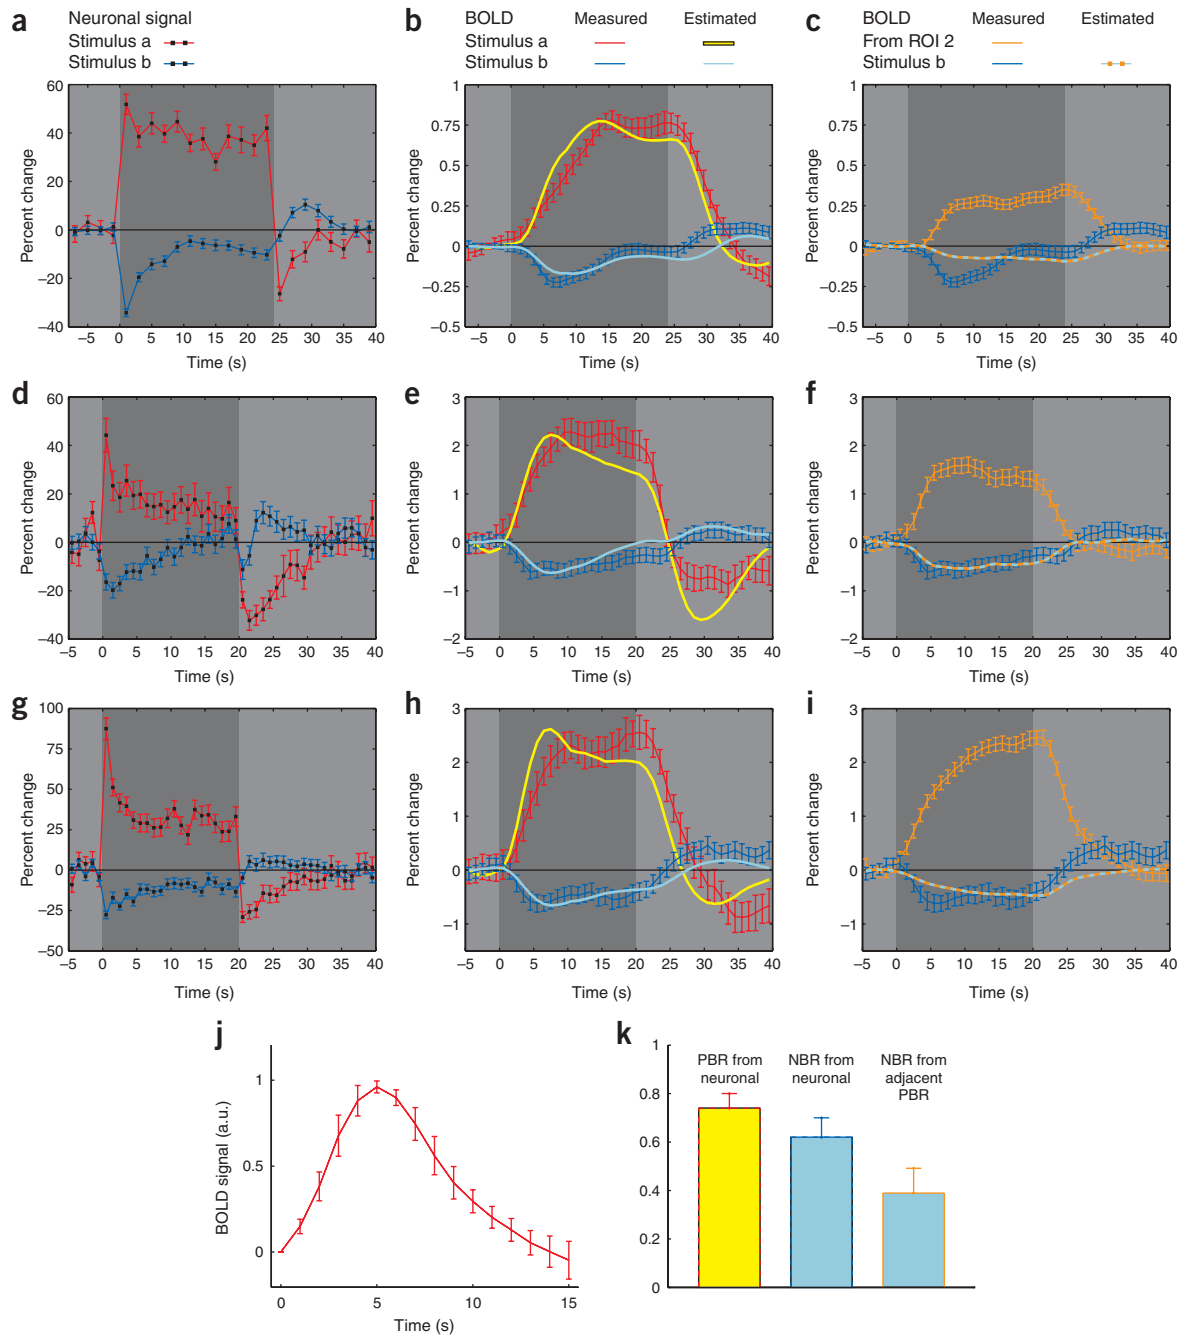 a
Neuronal signal
Stimulus a
Stimulus b
60
40
20
0
−20
−40
Percent change
−5 0 5 10 15 20 25 30 35 40
Time (s)
b
BOLD Measured Estimated
Stimulus a
Stimulus b
1
0.75
0.5
0.25
0
−0.25
−0.5
Percent change
−5 0 5 10 15 20 25 30 35 40
Time (s)
c
BOLD Measured Estimated
From ROI 2
Stimulus b
1
0.75
0.5
0.25
0
−0.25
−0.5
Percent change
−5 0 5 10 15 20 25 30 35 40
Time (s)
d
60
40
20
0
−20
−40
Percent change
−5 0 5 10 15 20 25 30 35 40
Time (s)
e
3
2
1
0
−1
−2
Percent change
−5 0 5 10 15 20 25 30 35 40
Time (s)
f
3
2
1
0
−1
−2
Percent change
−5 0 5 10 15 20 25 30 35 40
Time (s)
g
100
75
50
25
0
−25
−50
Percent change
−5 0 5 10 15 20 25 30 35 40
Time (s)
h
3
2
1
0
−1
Percent change
−5 0 5 10 15 20 25 30 35 40
Time (s)
i
3
2
1
0
−1
Percent change
−5 0 5 10 15 20 25 30 35 40
Time (s)
j
1
0.5
0
BOLD signal (a.u.)
0 5 10 15
Time (s)
k
1
0.8
0.6
0.4
0.2
0
PBR from
neuronal
NBR from
neuronal
NBR from
adjacent
PBR